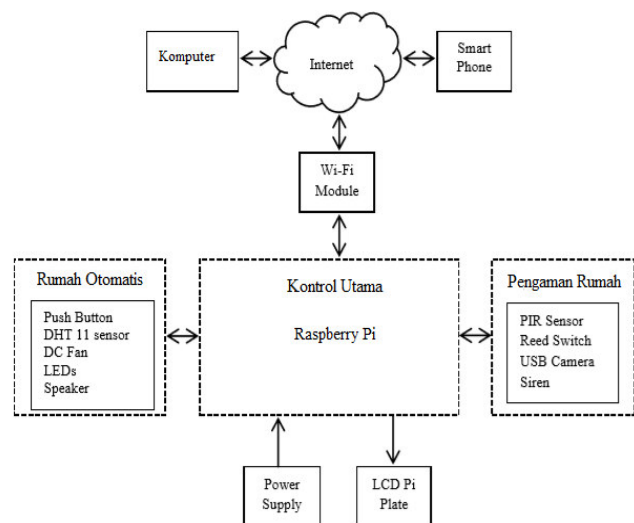 Komputer
Internet
Smart
Phone
Wi-Fi
Module
Rumah Otomatis
Push Button
DHT 11 sensor
DC Fan
LEDs
Speaker
Kontrol Utama
Raspberry Pi
Pengaman Rumah
PIR Sensor
Reed Switch
USB Camera
Siren
Power
Supply
LCD Pi
Plate